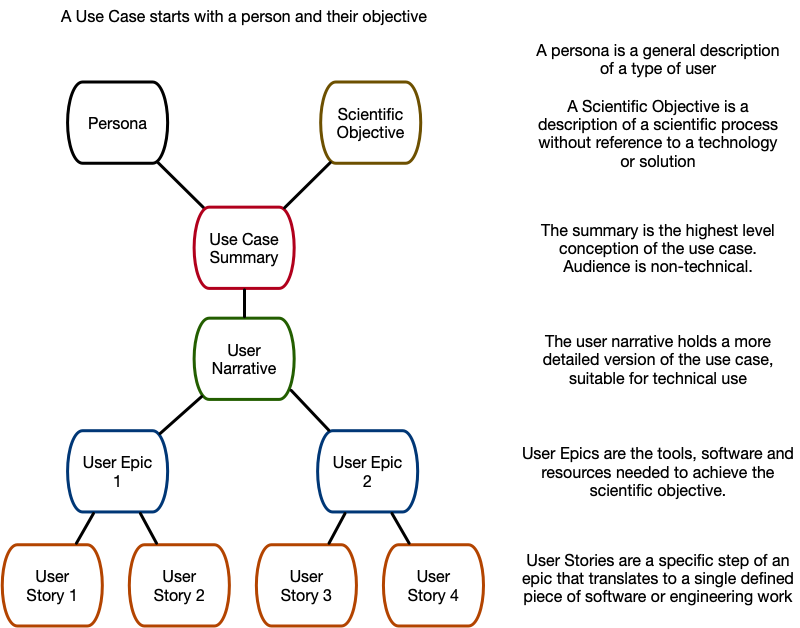 A Use Case starts with a person and their objective
A persona is a general description
of a type of user
Persona
Scientific
Objective
A Scientific Objective is a
description of a scientific process
without reference to a technology
or solution
Use Case
Summary
The summary is the highest level
conception of the use case.
Audience is non-technical.
User
Narrative
The user narrative holds a more
detailed version of the use case,
suitable for technical use
User Epic
1
User Epic
2
User Epics are the tools, software and
resources needed to achieve the
scientific objective.
User
Story 1
User
Story 2
User
Story 3
User
Story 4
User Stories are a specific step of an
epic that translates to a single defined
piece of software or engineering work